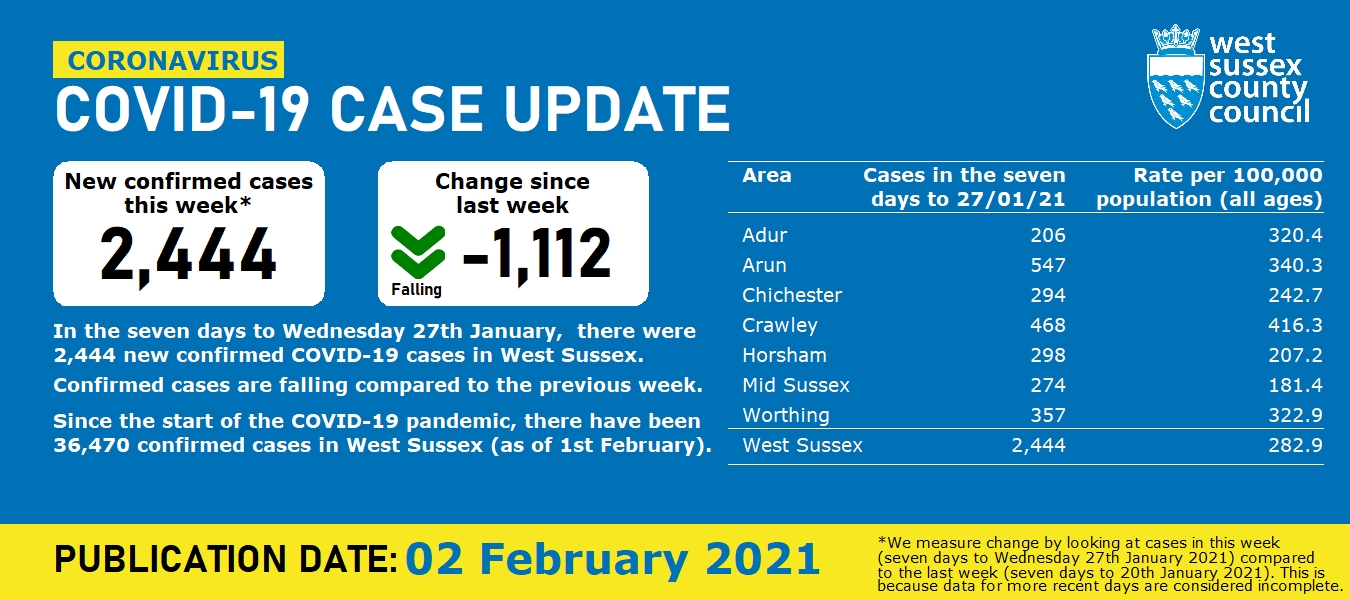 CORONAVIRUS
COVID-19 CASE UPDATE
west
sussex
county
council
New confirmed cases
this week*
2,444
Change since
last week
-1,112
Falling
In the seven days to Wednesday 27th January, there were
2,444 new confirmed COVID-19 cases in West Sussex.
Confirmed cases are falling compared to the previous week.
Since the start of the COVID-19 pandemic, there have been
36,470 confirmed cases in West Sussex (as of 1st February).
Area Cases in the seven days to 27/01/21 Rate per 100,000 population (all ages)
Adur 206 320.4
Arun 547 340.3
Chichester 294 242.7
Crawley 468 416.3
Horsham 298 207.2
Mid Sussex 274 181.4
Worthing 357 322.9
West Sussex 2,444 282.9
PUBLICATION DATE: 02 February 2021
*We measure change by looking at cases in this week
(seven days to Wednesday 27th January 2021) compared
to the last week (seven days to 20th January 2021). This is
because data for more recent days are considered incomplete.